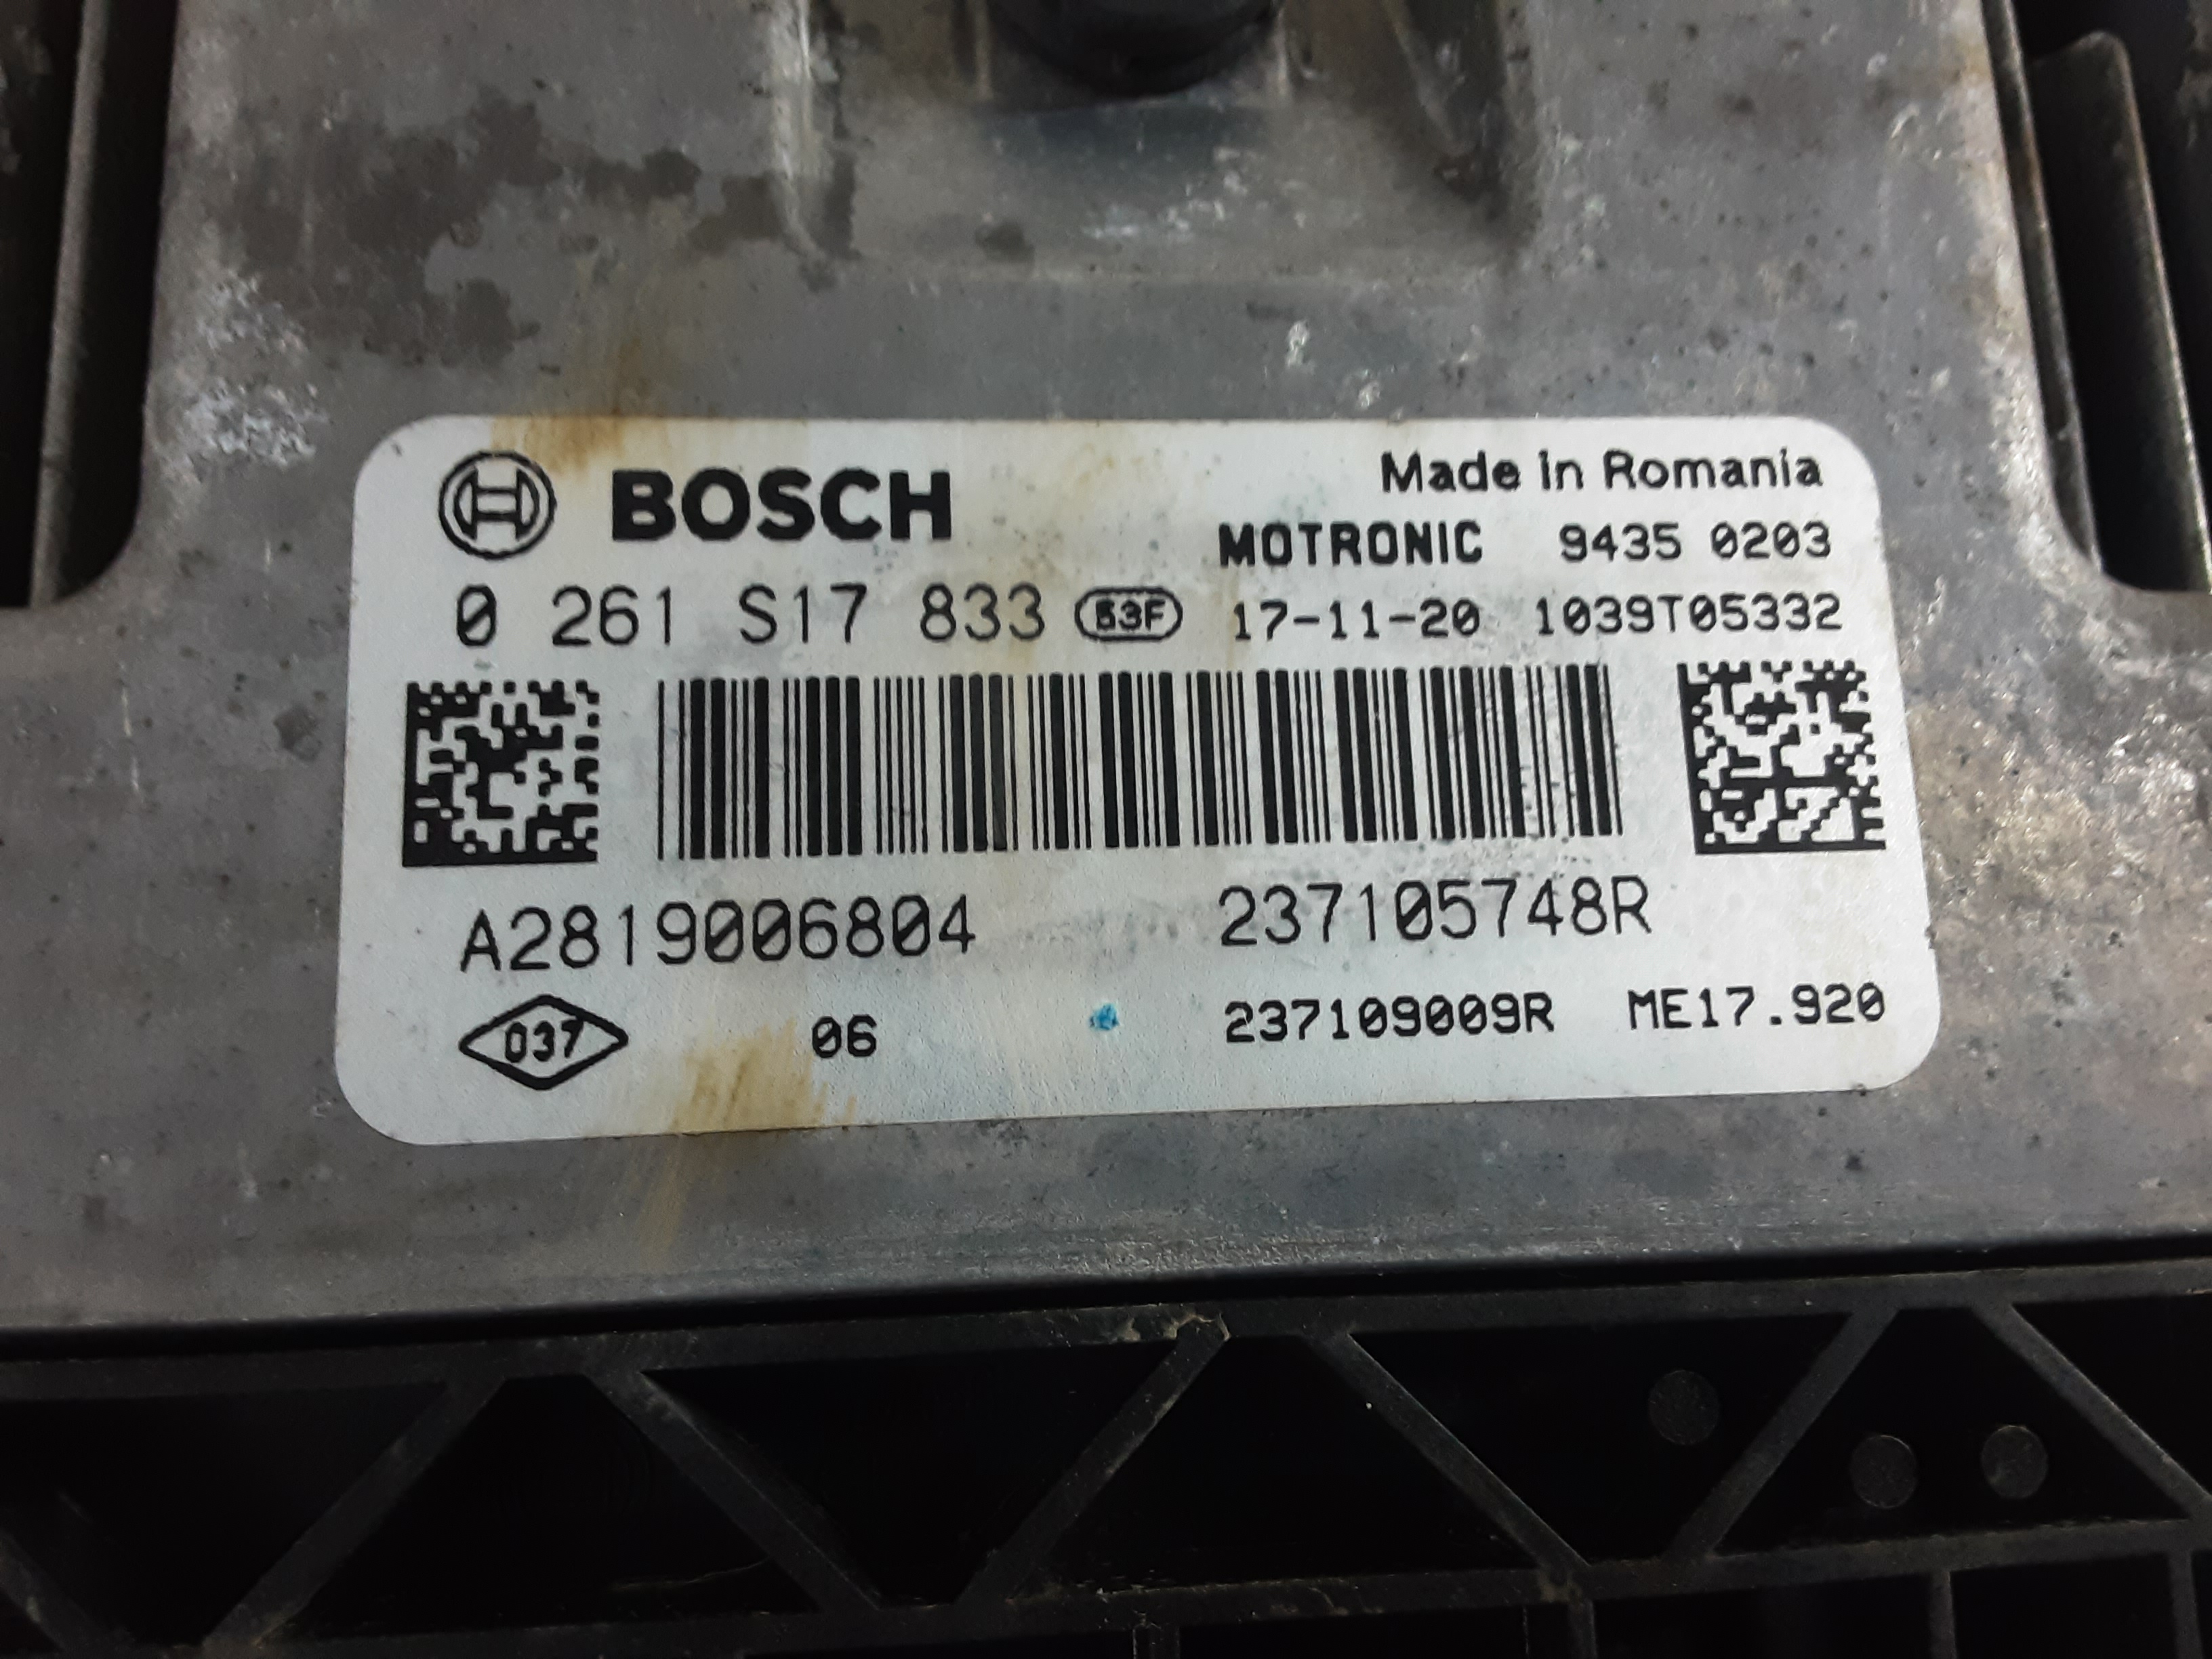 BOSCH
Made in Romania
MOTRONIC 9435 0203
0 261 S17 833 53F 17-11-20 1039T05332
A2819006804 237105748R
037 06 237109009R ME17.920